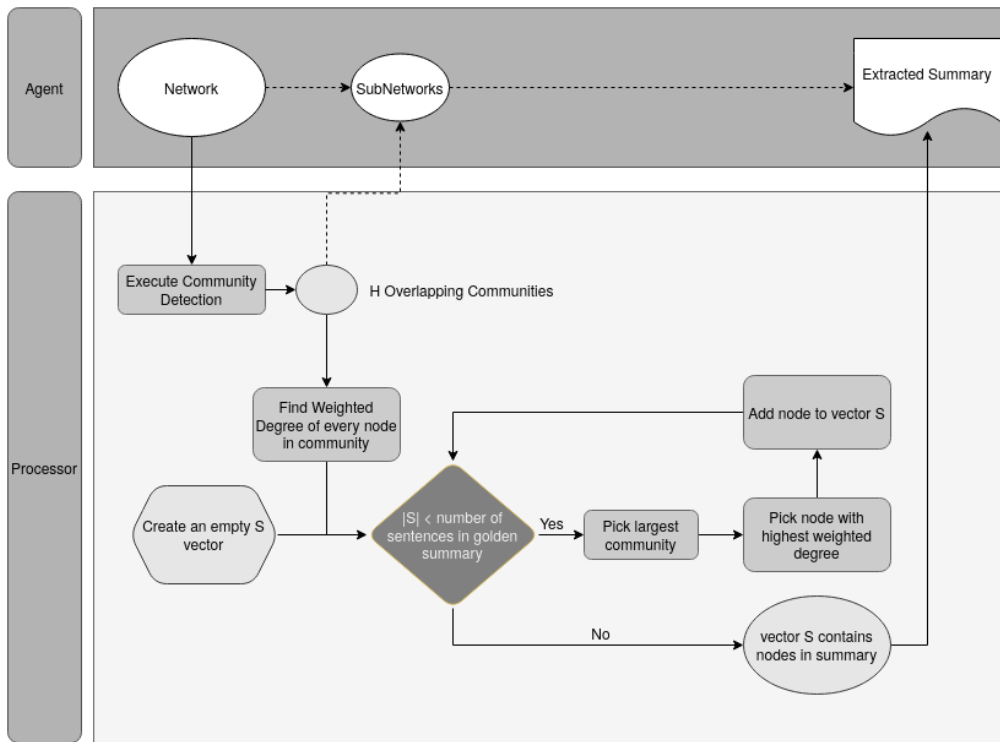 Agent
Network
SubNetworks
Extracted Summary
Processor
Execute Community
Detection
H Overlapping Communities
Find Weighted
Degree of every node
in community
Add node to vector S
Create an empty S
vector
|S| < number of
sentences in golden
summary
Yes
Pick largest
community
Pick node with
highest weighted
degree
No
vector S contains
nodes in summary